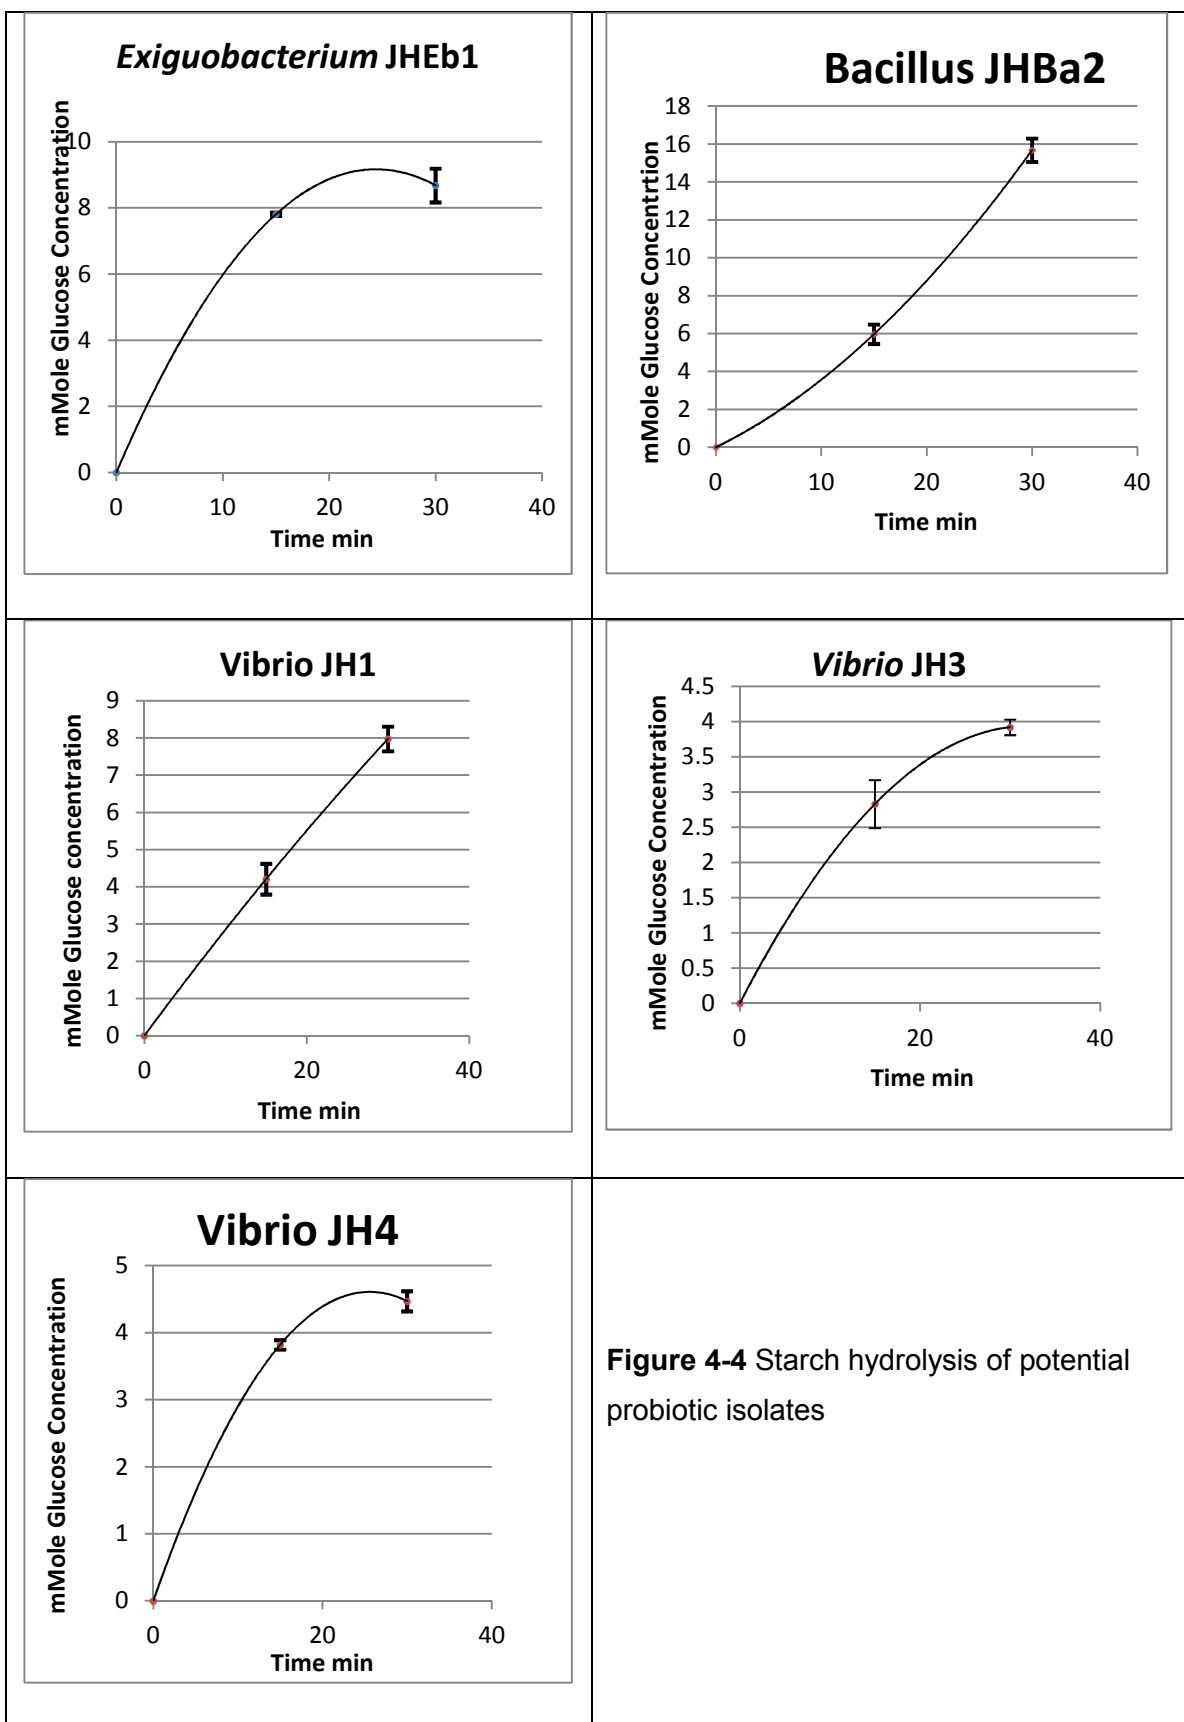 Exiguobacterium JHEb1
mMole Glucose Concentration
10
8
6
4
2
0
0 10 20 30 40
Time min
Bacillus JHBa2
mMole Glucose Concentrtion
18
16
14
12
10
8
6
4
2
0
0 10 20 30 40
Time min
Vibrio JH1
mMole Glucose concentration
9
8
7
6
5
4
3
2
1
0
0 20 40
Time min
Vibrio JH3
mMole Glucose Concentration
4.5
4
3.5
3
2.5
2
1.5
1
0.5
0
0 20 40
Time min
Vibrio JH4
mMole Glucose Concentration
5
4
3
2
1
0
0 20 40
Time min
Figure 4-4 Starch hydrolysis of potential
probiotic isolates